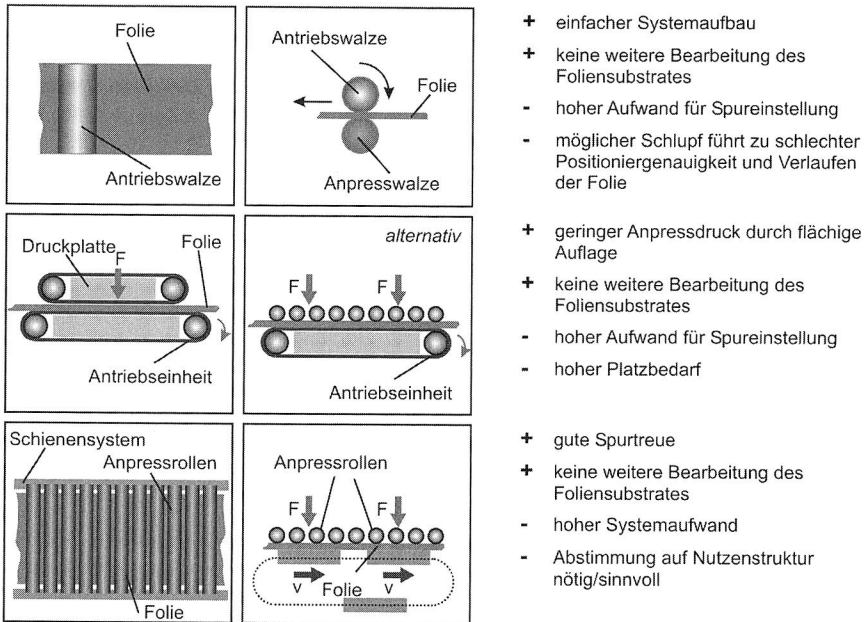 Folie
Antriebswalze
Antriebswalze
Folie
Anpresswalze
+ einfacher Systemaufbau
+ keine weitere Bearbeitung des
Foliensubstrates
- hoher Aufwand für Spureinstellung
- möglicher Schlupf führt zu schlechter
Positioniergenauigkeit und Verlaufen
der Folie
Druckplatte
F
Folie
Antriebseinheit
alternativ
F
F
Antriebseinheit
+ geringer Anpressdruck durch flächige
Auflage
+ keine weitere Bearbeitung des
Foliensubstrates
- hoher Aufwand für Spureinstellung
- hoher Platzbedarf
Schienensystem
Anpressrollen
Folie
Anpressrollen
F
F
v
Folie
v
+ gute Spurtreue
+ keine weitere Bearbeitung des
Foliensubstrates
- hoher Systemaufwand
- Abstimmung auf Nutzenstruktur
nötig/sinnvoll